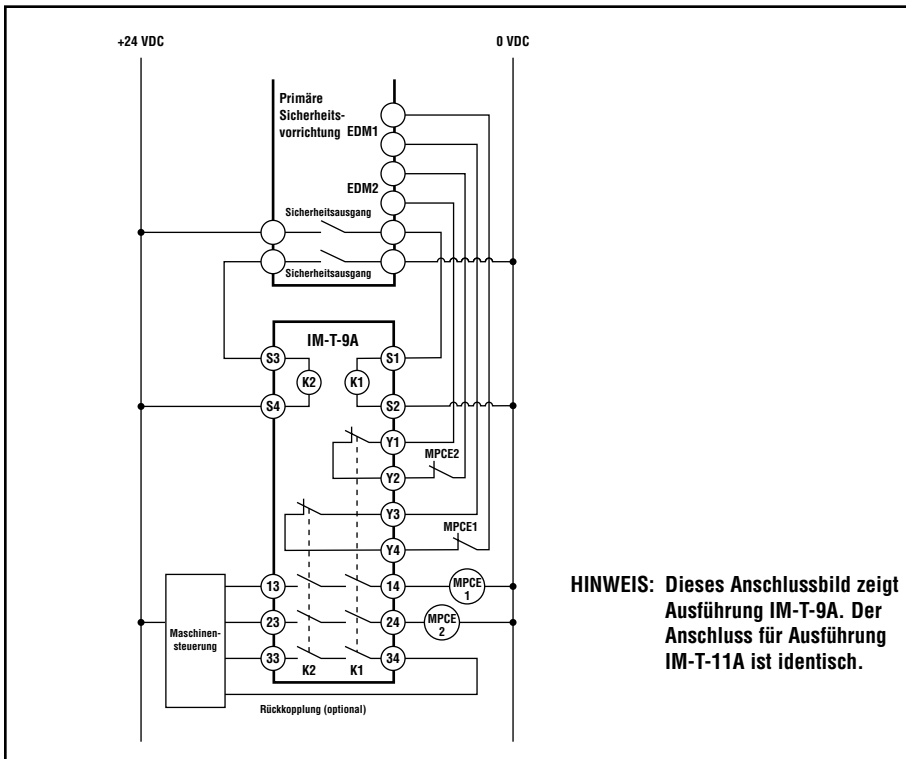 +24 VDC
0 VDC
Primäre
Sicherheits-
vorrichtung
EDM1
EDM2
Sicherheitsausgang
Sicherheitsausgang
IM-T-9A
S3
S1
K2
K1
S4
S2
Y1
MPCE2
Y2
Y3
MPCE1
Y4
13
14
MPCE
1
23
24
MPCE
2
Maschinen-
steuerung
33
K2
K1
34
Rückkopplung (optional)
HINWEIS: Dieses Anschlussbild zeigt
Ausführung IM-T-9A. Der
Anschluss für Ausführung
IM-T-11A ist identisch.